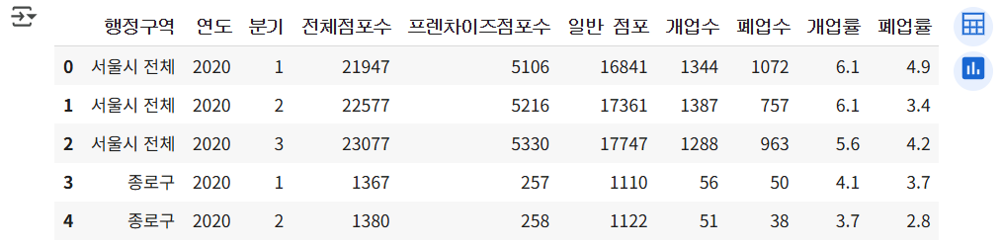 행정구역 연도 분기 전체점포수 프렌차이즈점포수 일반 점포 개업수 폐업수 개업률 폐업률
0 서울시 전체 2020 1 21947 5106 16841 1344 1072 6.1 4.9
1 서울시 전체 2020 2 22577 5216 17361 1387 757 6.1 3.4
2 서울시 전체 2020 3 23077 5330 17747 1288 963 5.6 4.2
3 종로구 2020 1 1367 257 1110 56 50 4.1 3.7
4 종로구 2020 2 1380 258 1122 51 38 3.7 2.8